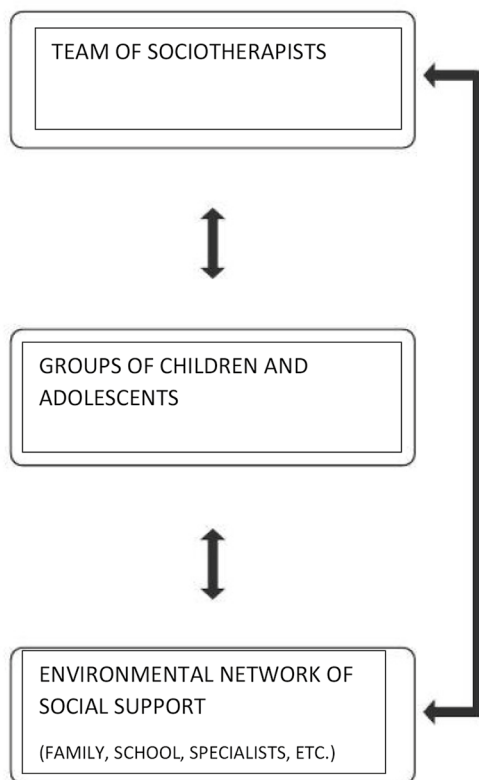 TEAM OF SOCIOTHERAPISTS
GROUPS OF CHILDREN AND
ADOLESCENTS
ENVIRONMENTAL NETWORK OF
SOCIAL SUPPORT
(FAMILY, SCHOOL, SPECIALISTS, ETC.)